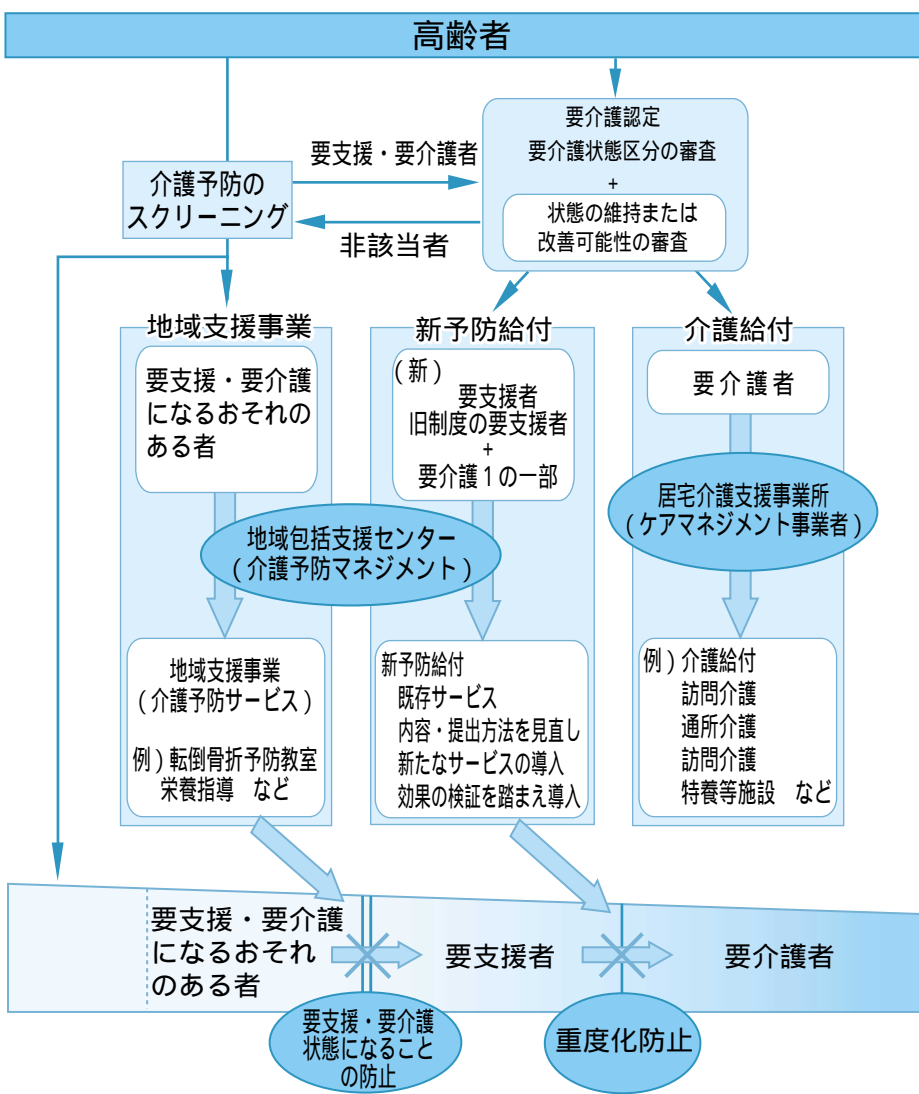 高齢者
要介護認定
要介護状態区分の審査
+
状態の維持または
改善可能性の審査
要支援・要介護者
介護予防の
スクリーニング
非該当者
地域支援事業
要支援・要介護
になるおそれの
ある者
新予防給付
(新)
要支援者
旧制度の要支援者
+
要介護1の一部
介護給付
要介護者
地域包括支援センター
(介護予防マネジメント)
居宅介護支援事業所
(ケアマネジメント事業者)
地域支援事業
(介護予防サービス)
例)転倒骨折予防教室
栄養指導 など
新予防給付
既存サービス
内容・提出方法を見直し
新たなサービスの導入
効果の検証を踏まえ導入
例)介護給付
訪問介護
通所介護
訪問介護
特養等施設 など
要支援・要介護
になるおそれ
のある者
要支援者
要介護者
要支援・要介護
状態になること
の防止
重度化防止